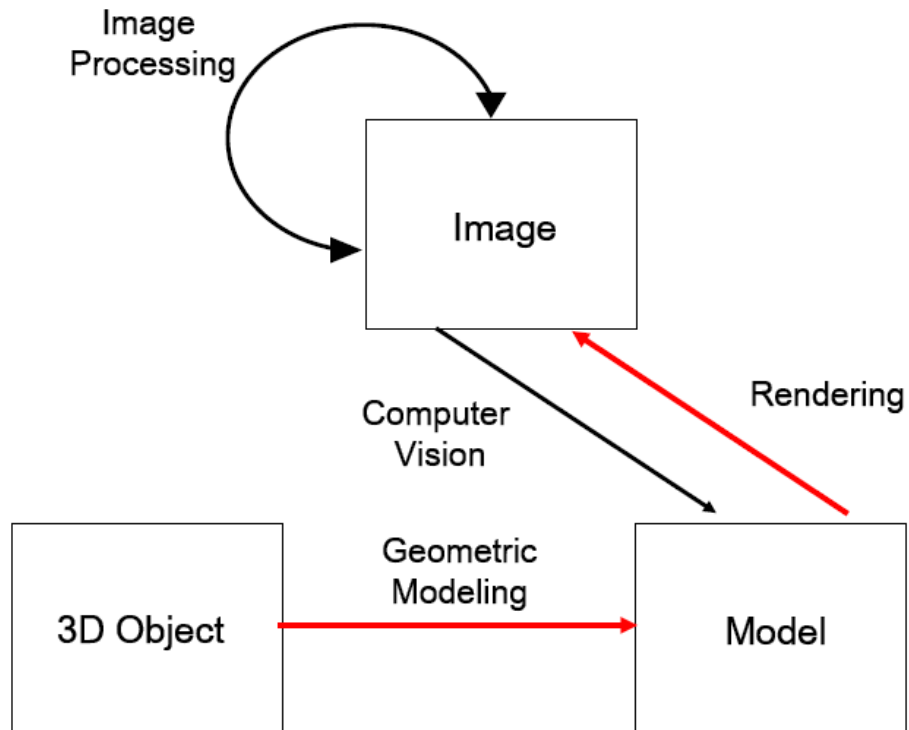 Image
Processing
Image
Rendering
Computer
Vision
Geometric
Modeling
3D Object
Model